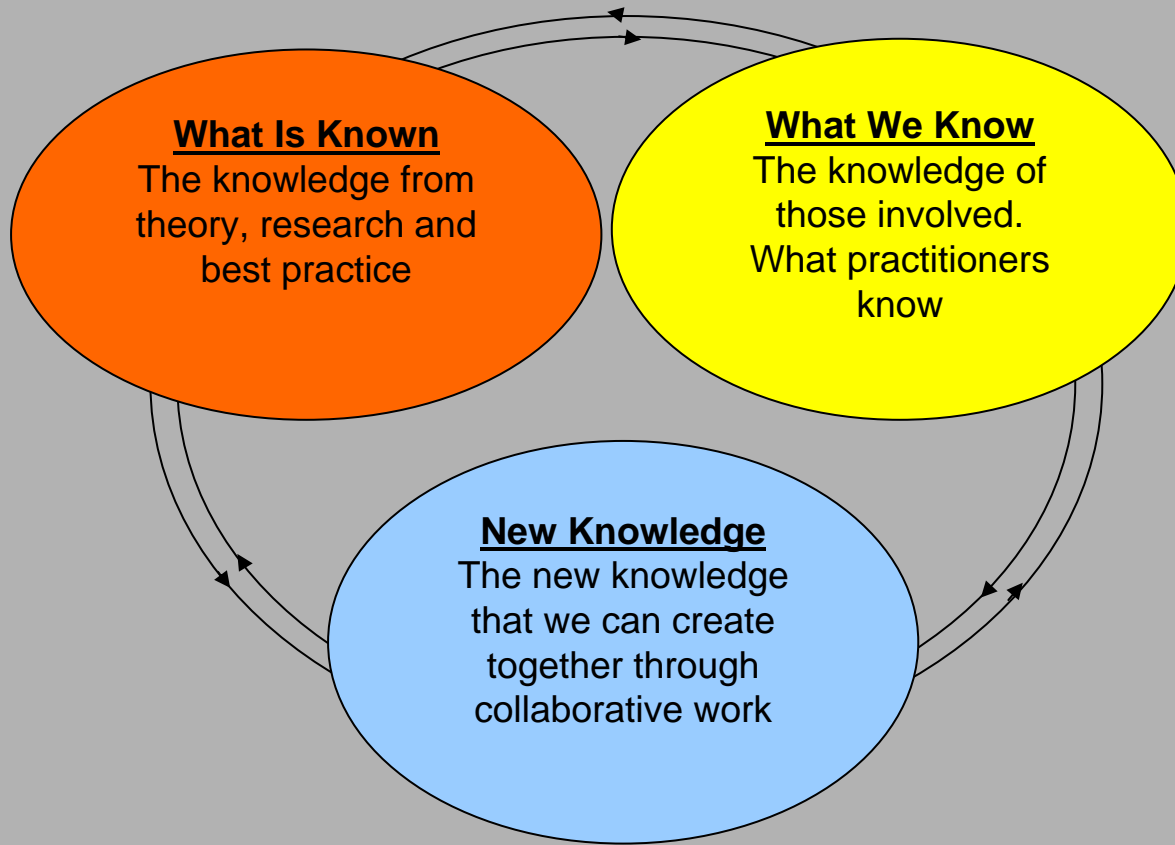 What Is Known
The knowledge from
theory, research and
best practice
What We Know
The knowledge of
those involved.
What practitioners
know
New Knowledge
The new knowledge
that we can create
together through
collaborative work